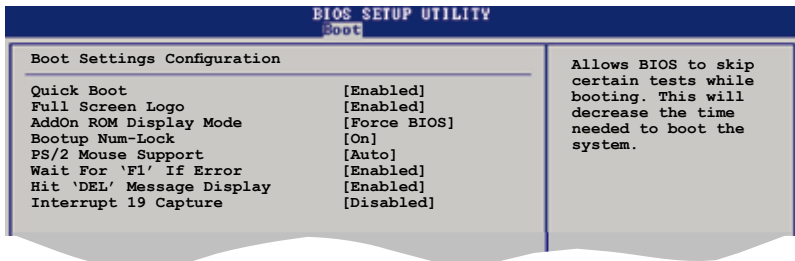 BIOS SETUP UTILITY
Boot
Boot Settings Configuration
Quick Boot [Enabled]
Full Screen Logo [Enabled]
AddOn ROM Display Mode [Force BIOS]
Bootup Num-Lock [On]
PS/2 Mouse Support [Auto]
Wait For ‘F1’ If Error [Enabled]
Hit ‘DEL’ Message Display [Enabled]
Interrupt 19 Capture [Disabled]
Allows BIOS to skip
certain tests while
booting. This will
decrease the time
needed to boot the
system.